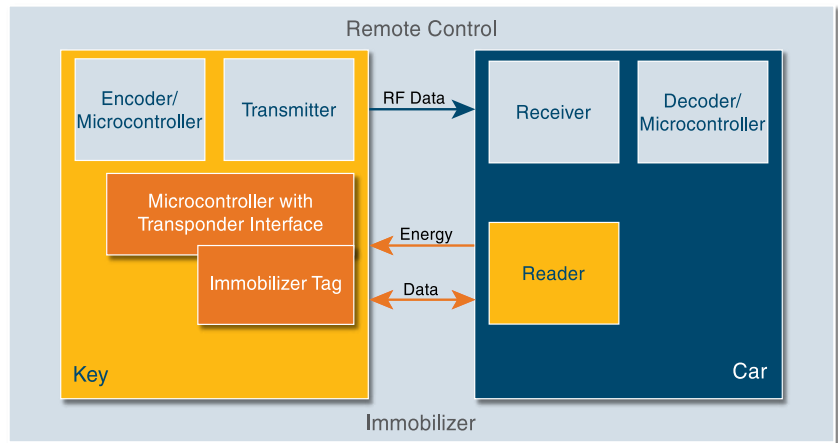 Remote Control
Encoder/
Microcontroller
Transmitter
RF Data
Receiver
Decoder/
Microcontroller
Microcontroller with
Transponder Interface
Energy
Immobilizer Tag
Data
Reader
Key
Car
Immobilizer